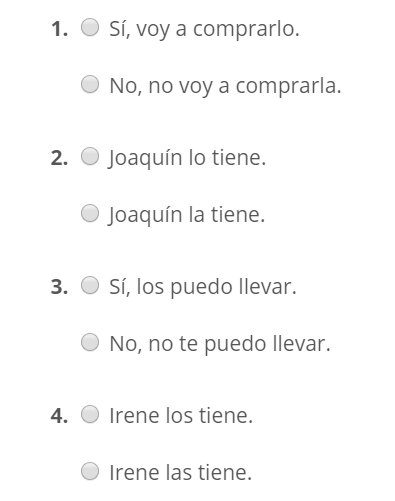 1. Sí, voy a comprarlo.
No, no voy a comprarla.
2. Joaquín lo tiene.
Joaquín la tiene.
3. Sí, los puedo llevar.
No, no te puedo llevar.
4. Irene los tiene.
Irene las tiene.